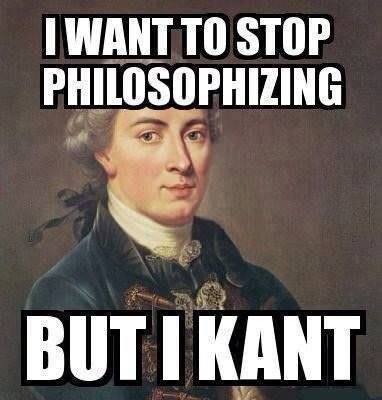 I WANT TO STOP
PHILOSOPHIZING
BUT I KANT